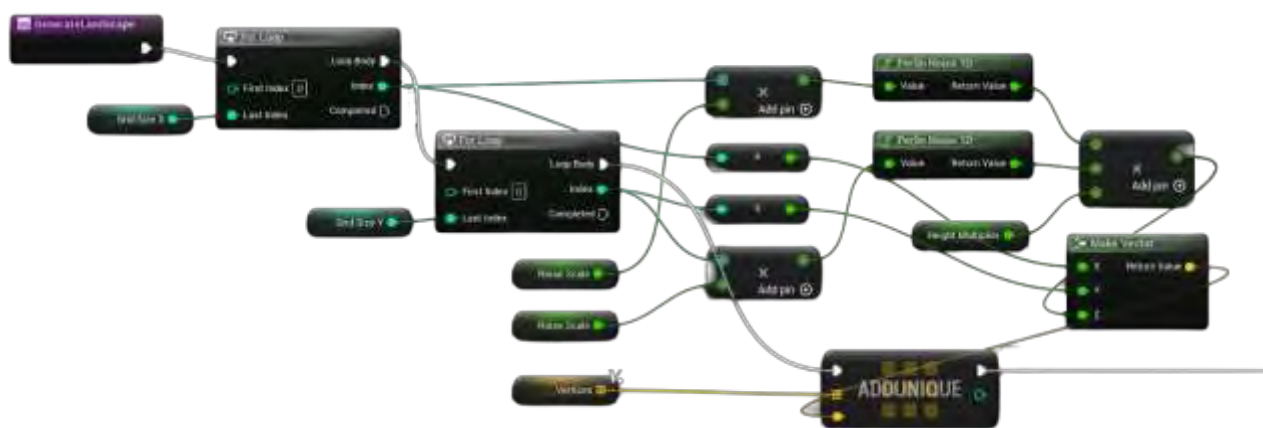 GenerateLandscape
For Loop
Loop Body
First Index 0
Index
Last Index
Completed
Grid Size X
For Loop
Loop Body
First Index 0
Index
Last Index
Completed
Grid Size Y
X
Add pin
Perlin Noise 1D
Value
Return Value
Perlin Noise 1D
Value
Return Value
X
Add pin
Height Multiplier
Noise Scale
X
Add pin
Noise Scale
Make Vector
X
Return Value
Y
Z
Vertices
ADDUNIQUE